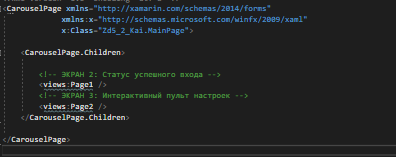 <CarouselPage xmlns="http://xamarin.com/schemas/2014/forms"
xmlns:x="http://schemas.microsoft.com/winfx/2009/xaml"
x:Class="Zd5_2_Kai.MainPage">
<CarouselPage.Children>
<!-- ЭКРАН 2: Статус успешного входа -->
<views:Page1 />
<!-- ЭКРАН 3: Интерактивный пульт настроек -->
<views:Page2 />
</CarouselPage.Children>
</CarouselPage>